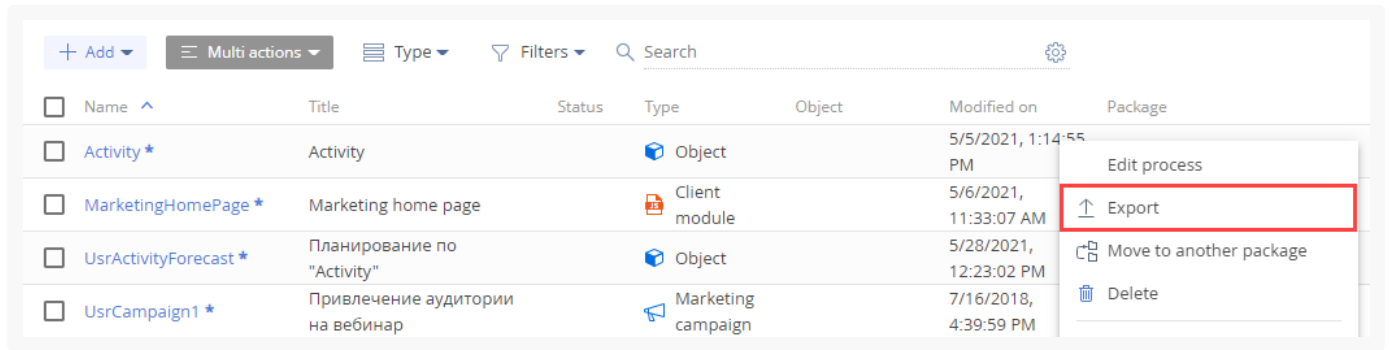 + Add Multi actions Type Filters Search
Name Title Status Type Object Modified on Package
Activity * Activity Object 5/5/2021, 1:14:55
PM
Edit process
MarketingHomePage * Marketing home page Client
module 5/6/2021,
11:33:07 AM
Export
UsrActivityForecast * Планирование по
"Activity" Object 5/28/2021,
12:23:02 PM
Move to another package
UsrCampaign1 * Привлечение аудитории
на вебинар Marketing
campaign 7/16/2018,
4:39:59 PM
Delete